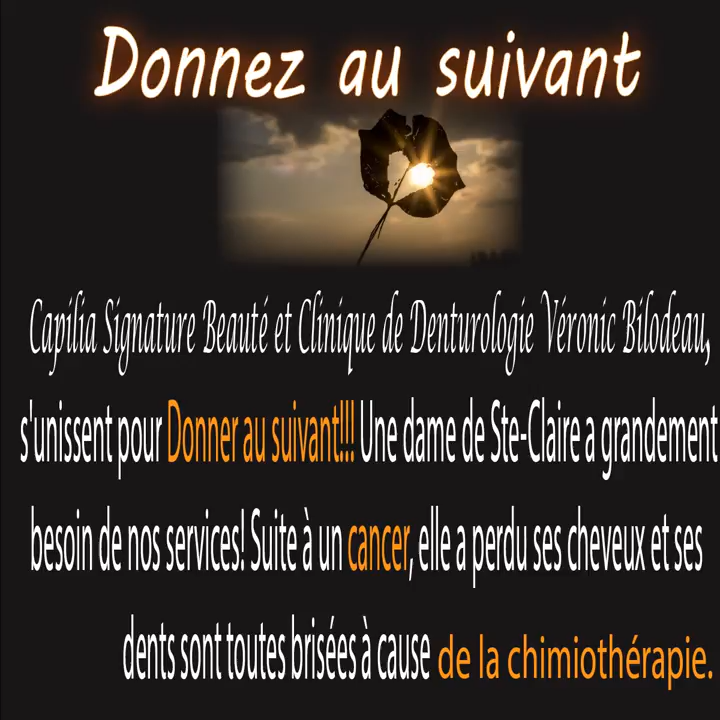 Donnez au suivant
Capilia Signature Beauté et Clinique de Denturologie Véronic Bilodeau,
s'unissent pour Donner au suivant!!! Une dame de Ste-Claire a grandement
besoin de nos services! Suite à un cancer, elle a perdu ses cheveux et ses
dents sont toutes brisées à cause de la chimiothérapie.